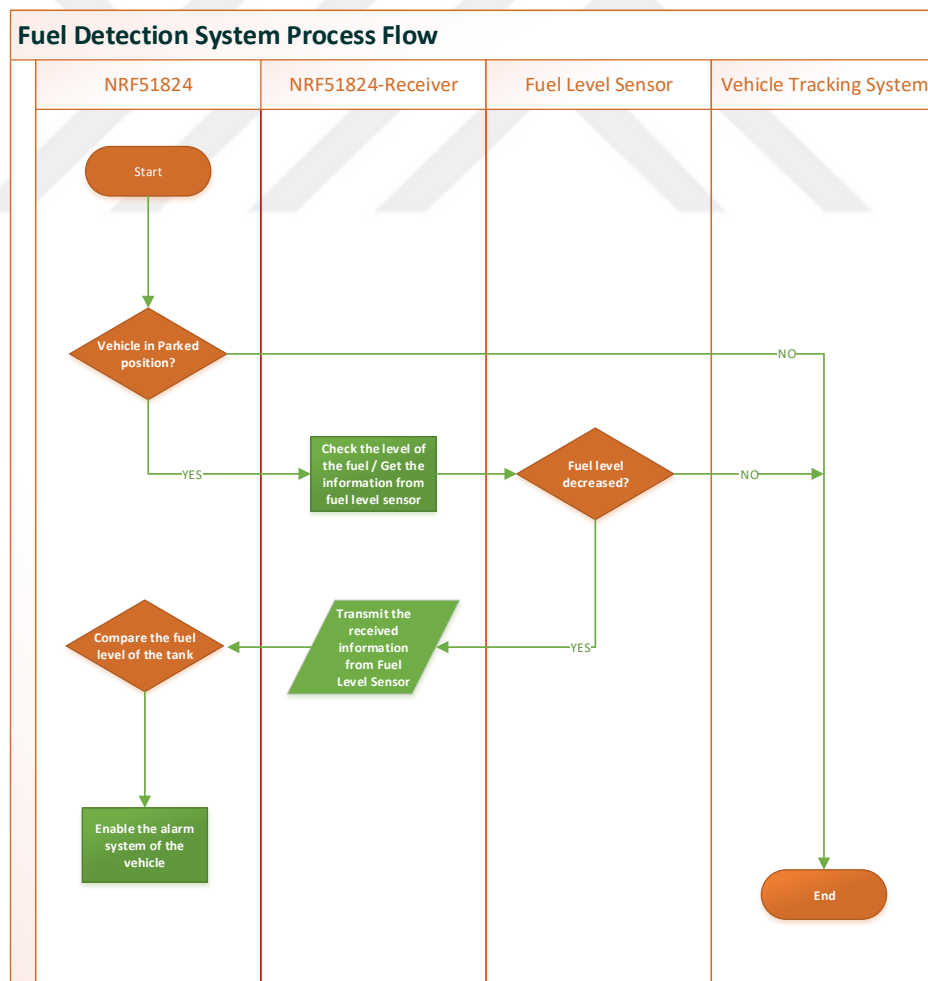 Fuel Detection System Process Flow
NRF51824
NRF51824-Receiver
Fuel Level Sensor
Vehicle Tracking System
Start
Vehicle in Parked
position?
NO
YES
Check the level of
the fuel / Get the
information from
fuel level sensor
Fuel level
decreased?
NO
YES
Transmit the
received
information
from Fuel
Level Sensor
Compare the fuel
level of the tank
Enable the alarm
system of the
vehicle
End